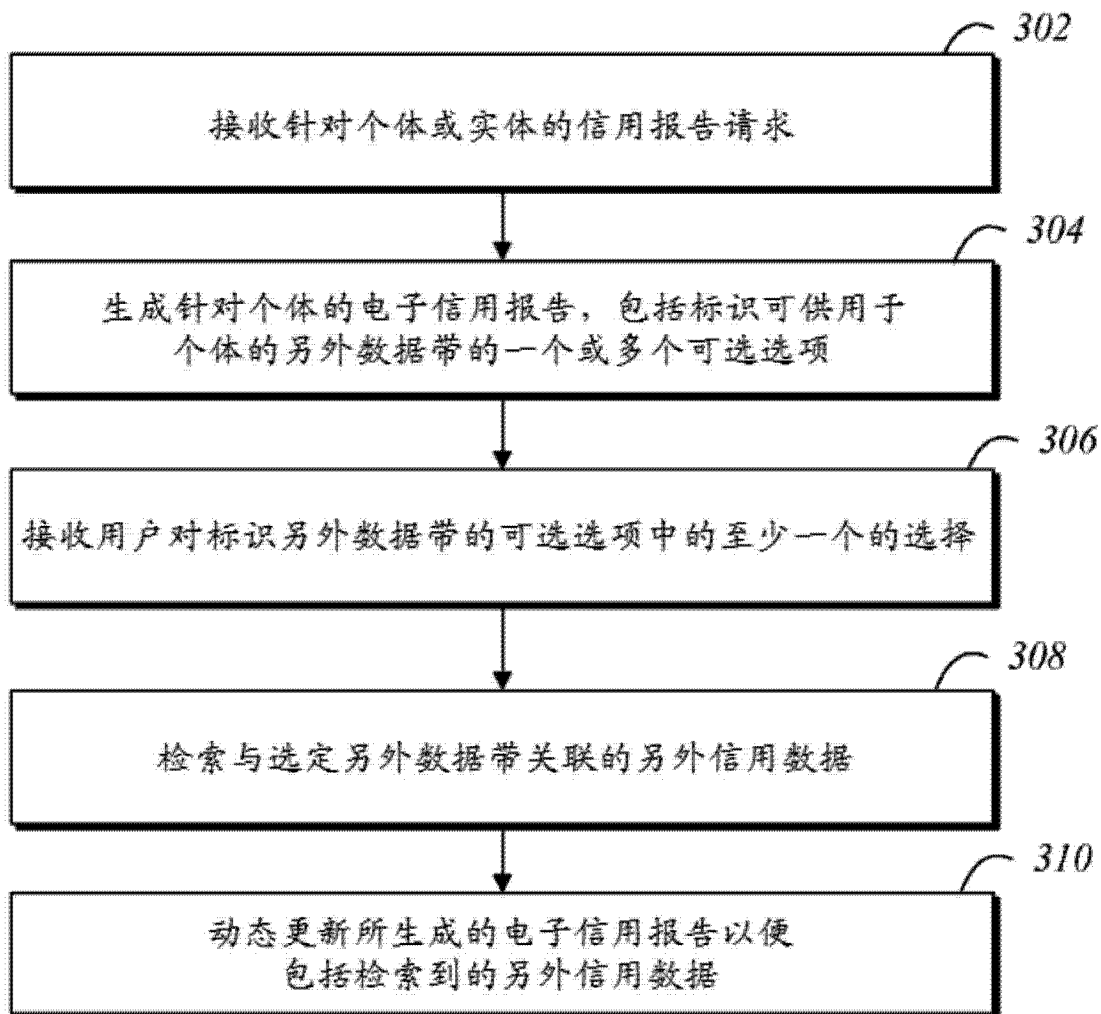 302
接收针对个体或实体的信用报告请求
304
生成针对个体的电子信用报告，包括标识可供用于
个体的另外数据带的一个或多个可选选项
306
接收用户对标识另外数据带的可选选项中的至少一个的选择
308
检索与选定另外数据带关联的另外信用数据
310
动态更新所生成的电子信用报告以便
包括检索到的另外信用数据